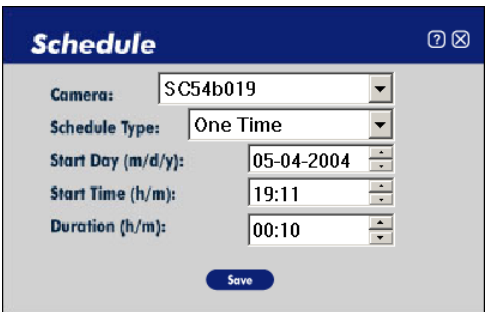 Schedule
Camera: SC54b019
Schedule Type: One Time
Start Day (m/d/y): 05-04-2004
Start Time (h/m): 19:11
Duration (h/m): 00:10
Save